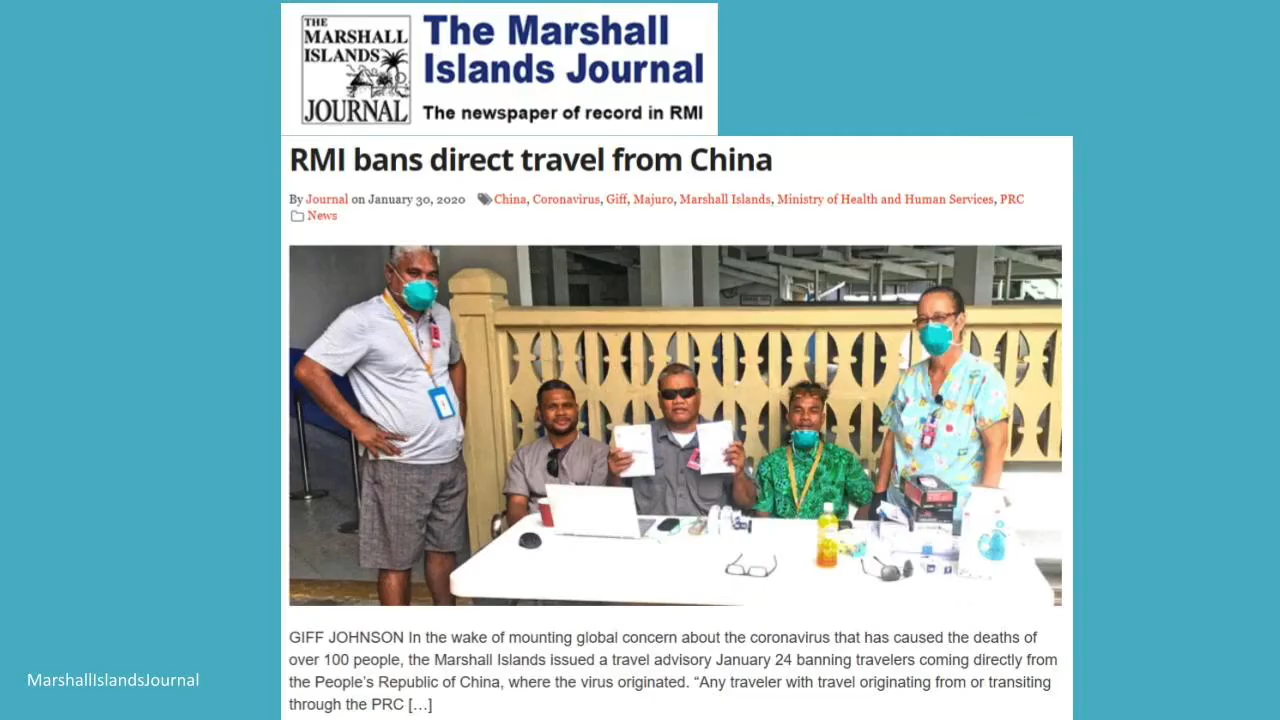 THE
MARSHALL
ISLANDS
JOURNAL
The Marshall
Islands Journal
The newspaper of record in RMI
RMI bans direct travel from China
By Journal on January 30, 2020 China, Coronavirus, Giff, Majuro, Marshall Islands, Ministry of Health and Human Services, PRC
News
GIFF JOHNSON In the wake of mounting global concern about the coronavirus that has caused the deaths of
over 100 people, the Marshall Islands issued a travel advisory January 24 banning travelers coming directly from
the People’s Republic of China, where the virus originated. “Any traveler with travel originating from or transiting
through the PRC […]
MarshallIslandsJournal